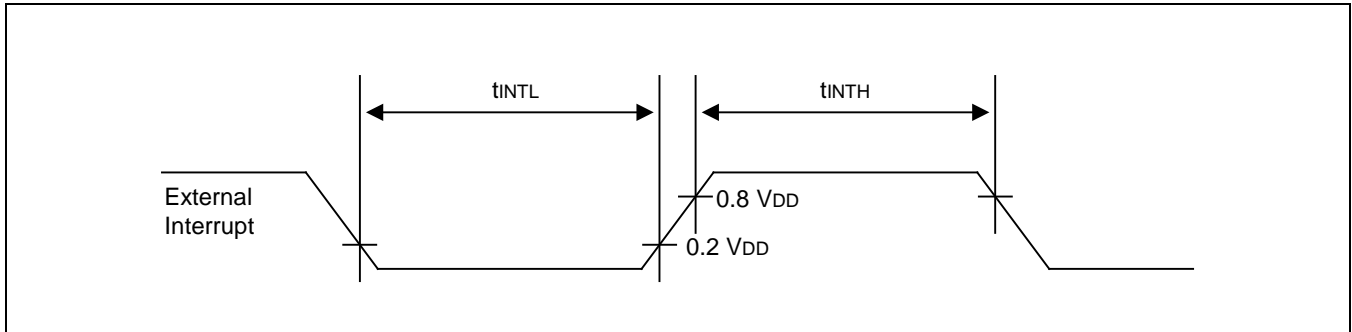 tINTL
tINTH
External
Interrupt
0.8 VDD
0.2 VDD